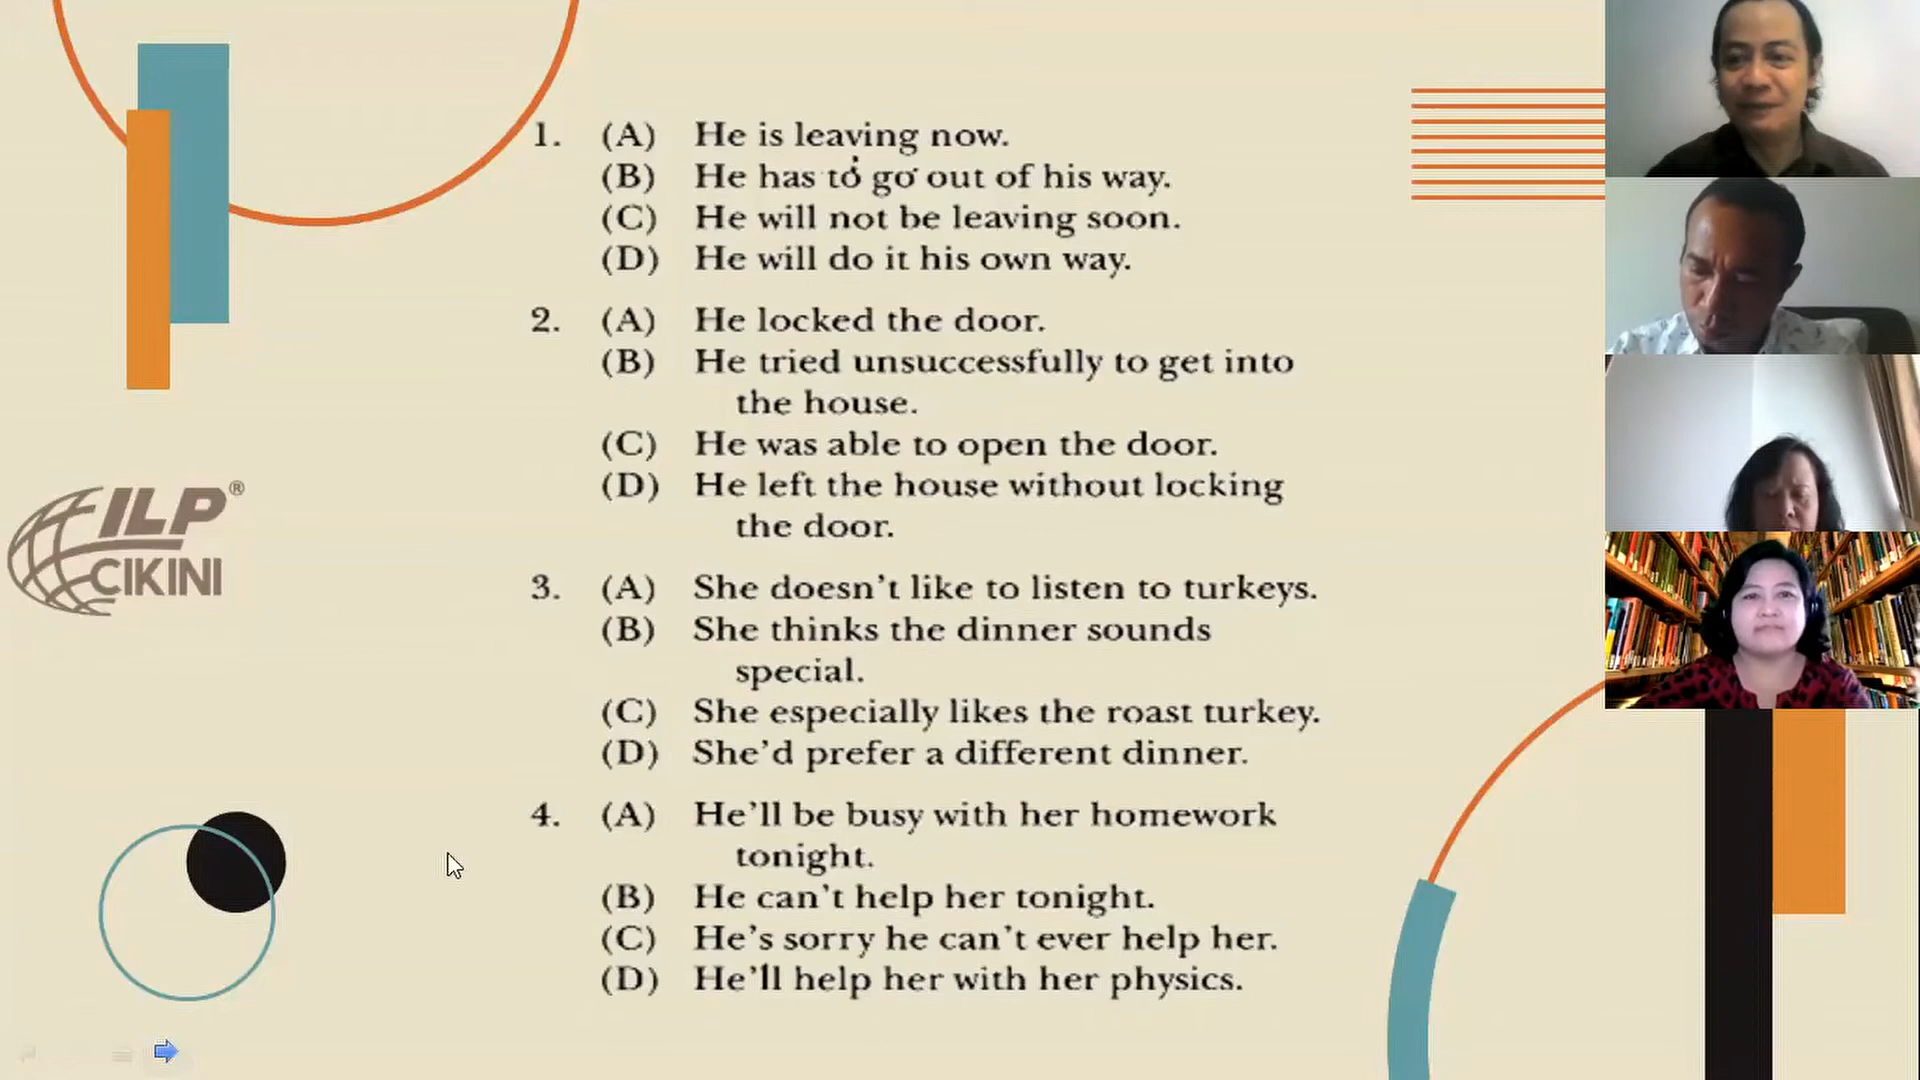 1. (A) He is leaving now.
(B) He has to go out of his way.
(C) He will not be leaving soon.
(D) He will do it his own way.
2. (A) He locked the door.
(B) He tried unsuccessfully to get into
the house.
(C) He was able to open the door.
(D) He left the house without locking
the door.
3. (A) She doesn't like to listen to turkeys.
(B) She thinks the dinner sounds
special.
(C) She especially likes the roast turkey.
(D) She'd prefer a different dinner.
4. (A) He'll be busy with her homework
tonight.
(B) He can't help her tonight.
(C) He's sorry he can't ever help her.
(D) He'll help her with her physics.
ILP®
CIKINI